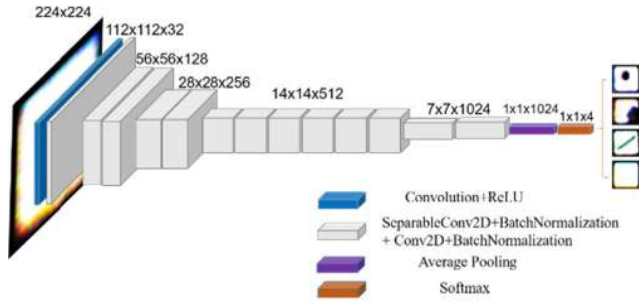 224x224
112x112x32
56x56x128
28x28x256
14x14x512
7x7x1024
1x1x1024
1x1x4
Convolution+ReLU
SeparableConv2D+BatchNormalization
+ Conv2D+BatchNormalization
Average Pooling
Softmax